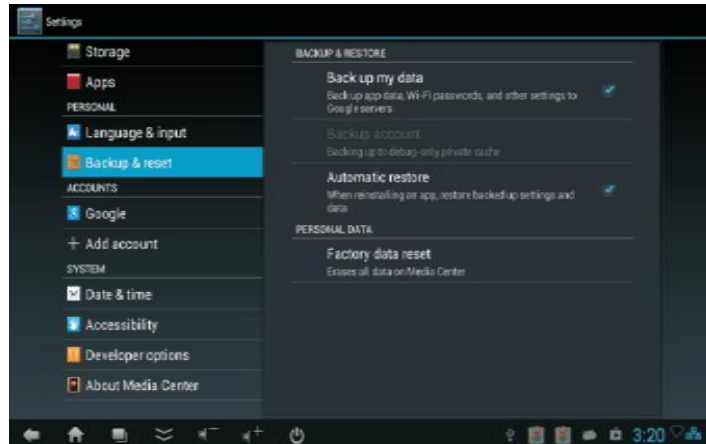 Settings
Storage
Apps
PERSONAL
Language & input
Backup & reset
ACCOUNTS
Google
Add account
SYSTEM
Date & time
Accessibility
Developer options
About Media Center
BACKUP & RESTORE
Back up my data
Back up app data, Wi-Fi passwords, and other settings to
Google servers
Backup account
Backing up to debug-only private cache
Automatic restore
When reinstalling an app, restore backed up settings and
data
PERSONAL DATA
Factory data reset
Erases all data on Media Center
3:20